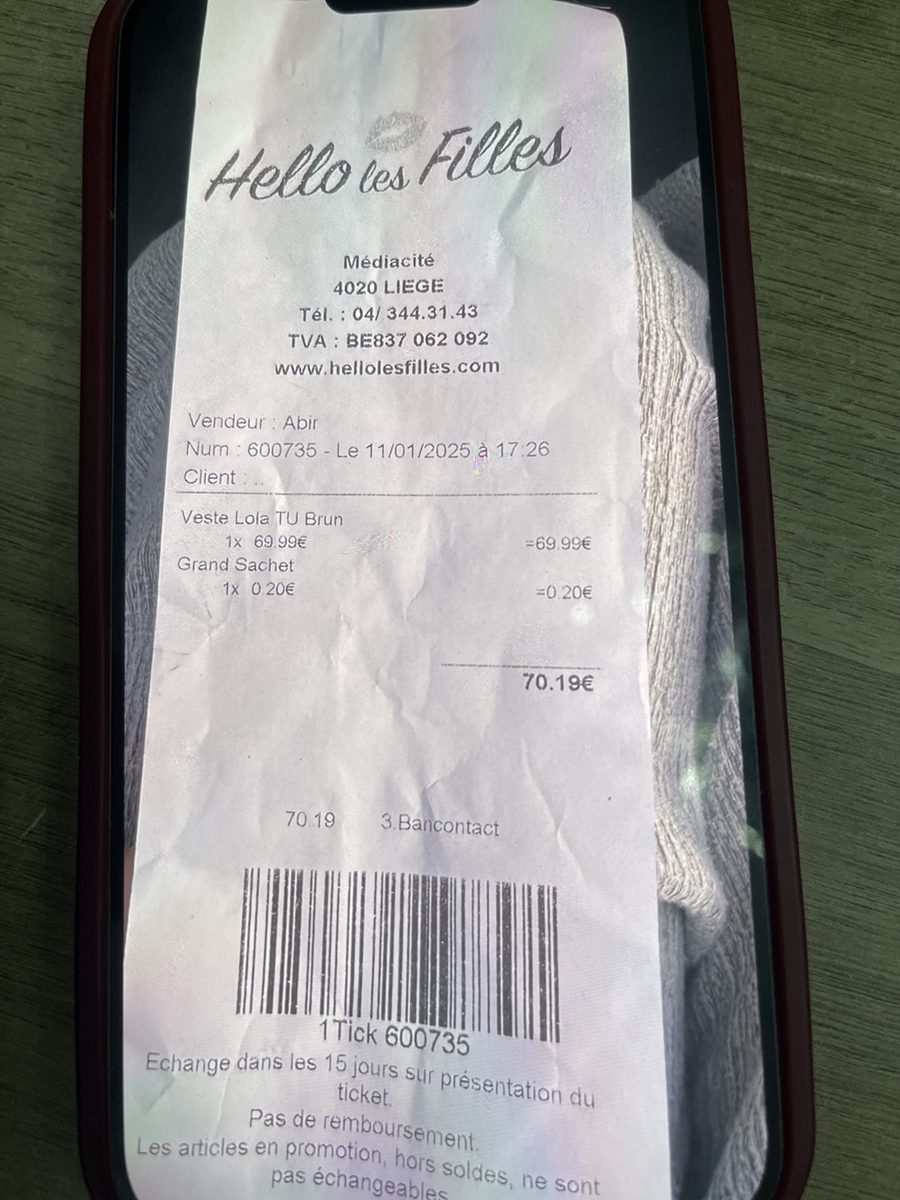 Hello les Filles
Médiacité
4020 LIEGE
Tél. : 04/ 344.31.43
TVA : BE837 062 092
www.hellolesfilles.com
Vendeur : Abir
Num : 600735 - Le 11/01/2025 à 17:26
Client : ..
Veste Lola TU Brun
1x 69.99€ =69.99€
Grand Sachet
1x 0.20€ =0.20€
70.19€
70.19 3.Bancontact
1Tick 600735
Echange dans les 15 jours sur présentation du
ticket.
Pas de remboursement.
Les articles en promotion, hors soldes, ne sont
pas échangeables